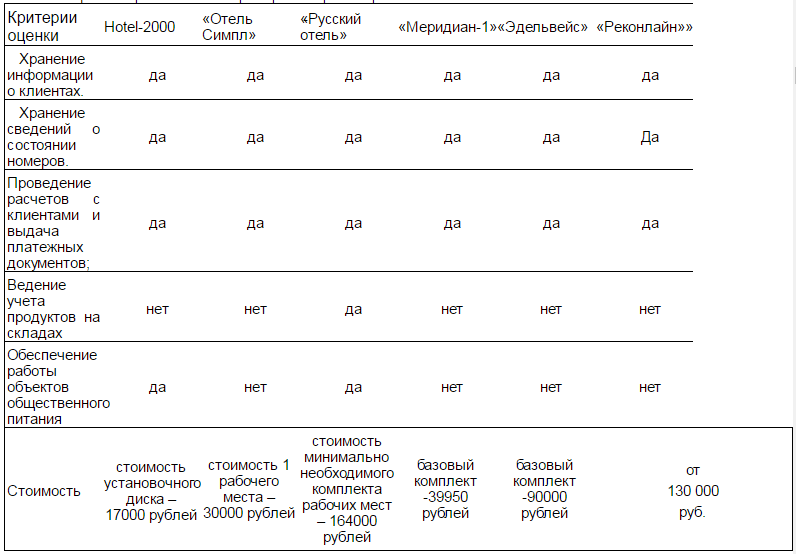 Критерии оценки Hotel-2000 «Отель Симпл» «Русский отель» «Меридиан-1» «Эдельвейс» «Реконлайн»»
Хранение информации о клиентах. да да да да да да
Хранение сведений о состоянии номеров. да да да да да Да
Проведение расчетов с клиентами и выдача платежных документов; да да да да да да
Ведение учета продуктов на складах нет нет да нет нет нет
Обеспечение работы объектов общественного питания да нет да нет нет нет
Стоимость стоимость установочного диска – 17000 рублей стоимость 1 рабочего места – 30000 рублей стоимость минимально необходимого комплекта рабочих мест – 164000 рублей базовый комплект -39950 рублей базовый комплект -90000 рублей от 130 000 руб.